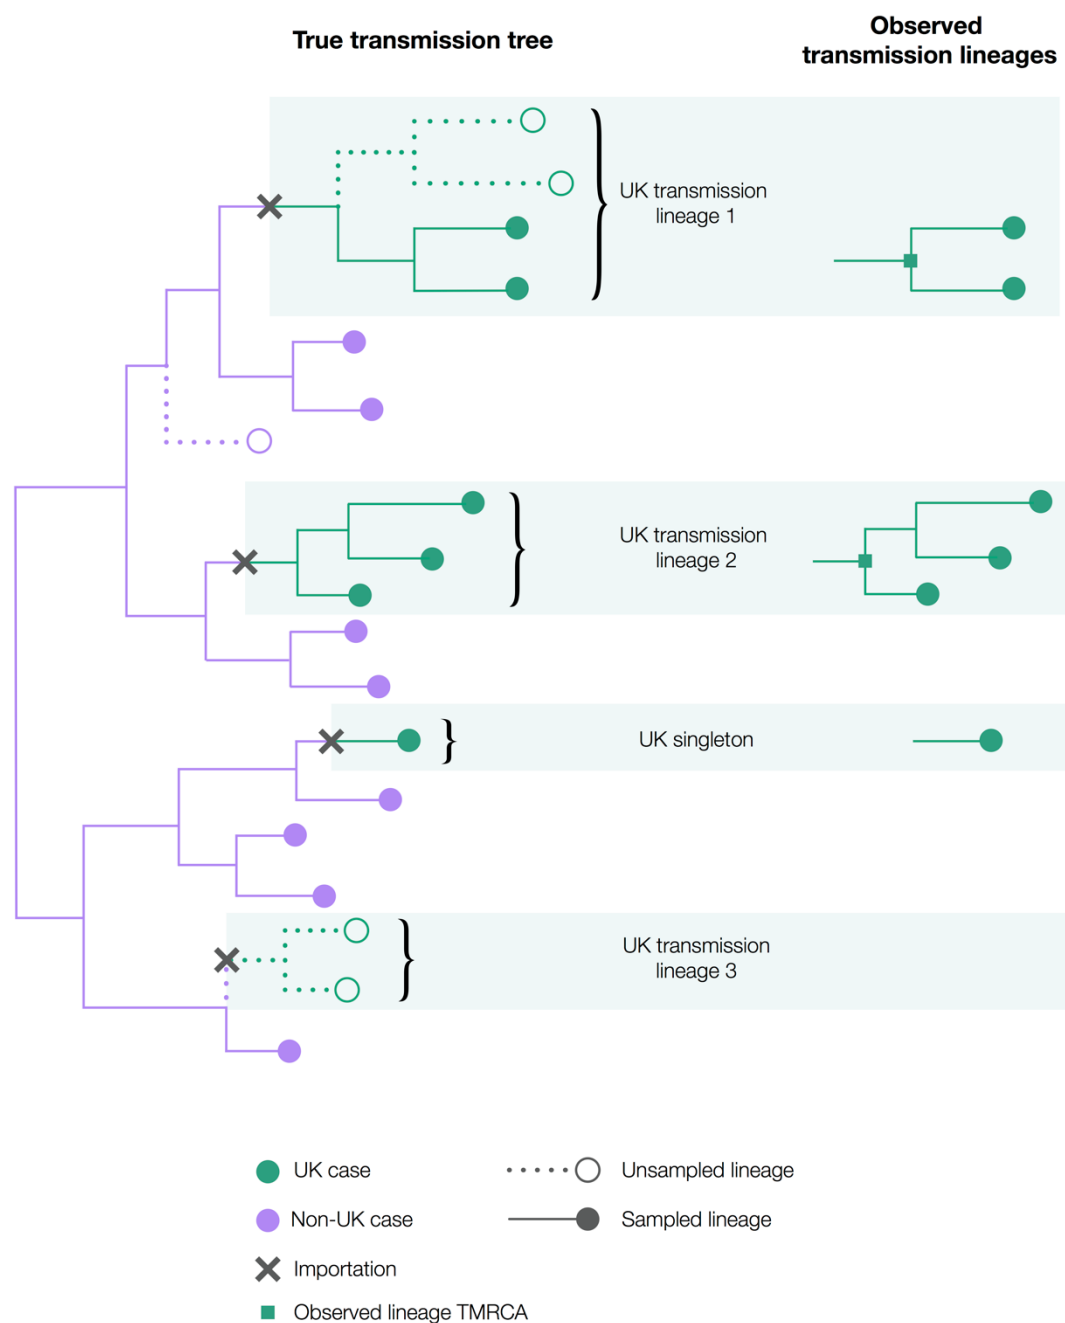 True transmission tree
Observed
transmission lineages
UK transmission
lineage 1
UK transmission
lineage 2
UK singleton
UK transmission
lineage 3
UK case
Unsampled lineage
Non-UK case
Sampled lineage
Importation
Observed lineage TMRCA